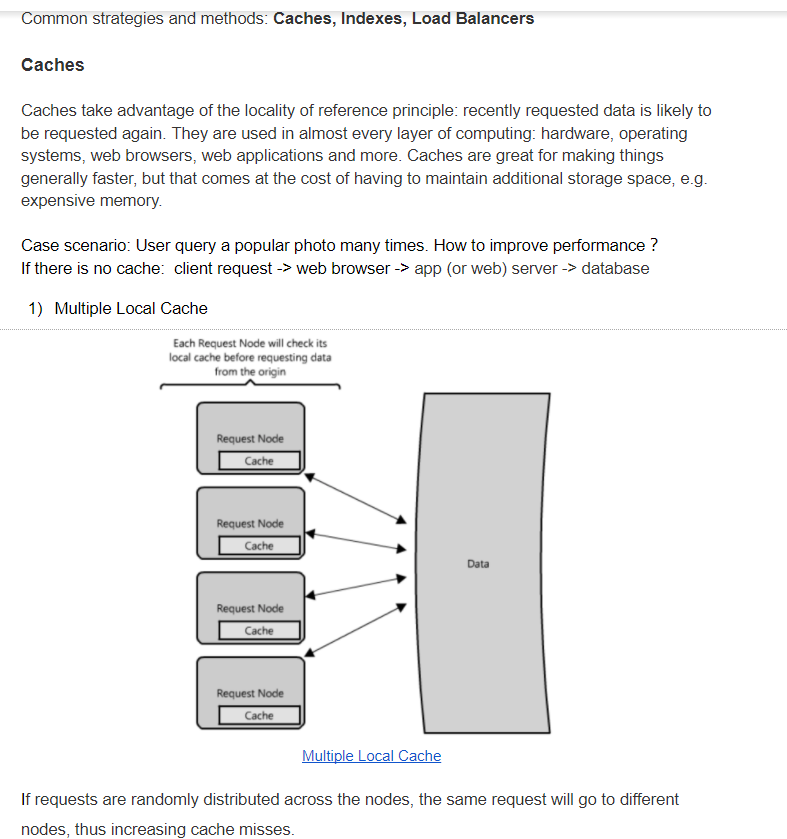 Common strategies and methods: Caches, Indexes, Load Balancers
Caches
Caches take advantage of the locality of reference principle: recently requested data is likely to
be requested again. They are used in almost every layer of computing: hardware, operating
systems, web browsers, web applications and more. Caches are great for making things
generally faster, but that comes at the cost of having to maintain additional storage space, e.g.
expensive memory.
Case scenario: User query a popular photo many times. How to improve performance ?
If there is no cache:  client request -> web browser -> app (or web) server -> database
1) Multiple Local Cache
Each Request Node will check its
local cache before requesting data
from the origin
Request Node
Cache
Request Node
Cache
Request Node
Cache
Request Node
Cache
Data
Multiple Local Cache
If requests are randomly distributed across the nodes, the same request will go to different
nodes, thus increasing cache misses.